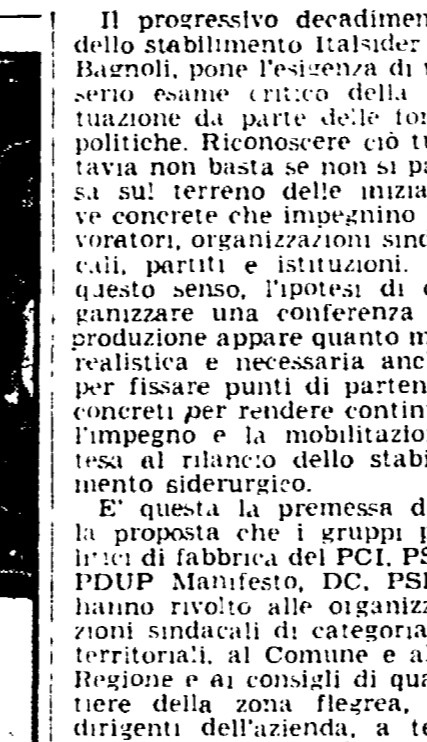 Il progressivo decadimen
dello stabilimento Italsider
Bagnoli, pone l'esigenza di
serio esame critico della
tuazione da parte delle for
politiche. Riconoscere ciò tu
tavia non basta se non si pa
sa sul terreno delle inizia
ve concrete che impegnino
voratori, organizzazioni sind
cali, partiti e istituzioni.
questo senso, l'ipotesi di
ganizzare una conferenza
produzione appare quanto m
realistica e necessaria anc
per fissare punti di parten
concreti per rendere contin
l'impegno e la mobilitazio
tesa al rilancio dello stabi
mento siderurgico.
E' questa la premessa d
la proposta che i gruppi p
litici di fabbrica del PCI, PS
PDUP Manifesto, DC, PSD
hanno rivolto alle organizz
zioni sindacali di categoria
territoriali, al Comune e a
Regione e ai consigli di qua
tiere della zona flegrea,
dirigenti dell'azienda, a te